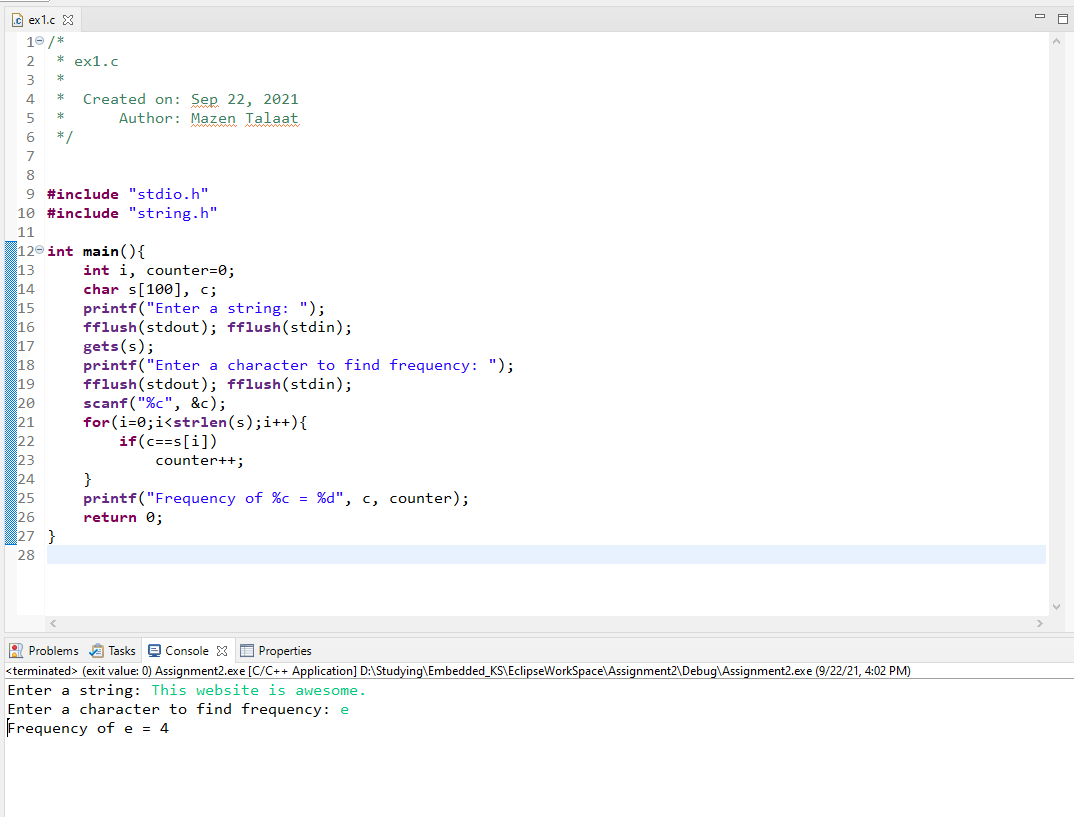 ex1.c
1 /*
2  * ex1.c
3  *
4  *  Created on: Sep 22, 2021
5  *      Author: Mazen Talaat
6  */
7
8
9 #include "stdio.h"
10 #include "string.h"
11
12 int main(){
13     int i, counter=0;
14     char s[100], c;
15     printf("Enter a string: ");
16     fflush(stdout); fflush(stdin);
17     gets(s);
18     printf("Enter a character to find frequency: ");
19     fflush(stdout); fflush(stdin);
20     scanf("%c", &c);
21     for(i=0;i<strlen(s);i++){
22         if(c==s[i])
23             counter++;
24     }
25     printf("Frequency of %c = %d", c, counter);
26     return 0;
27 }
28
Problems Tasks Console Properties
<terminated> (exit value: 0) Assignment2.exe [C/C++ Application] D:\Studying\Embedded_KS\EclipseWorkSpace\Assignment2\Debug\Assignment2.exe (9/22/21, 4:02 PM)
Enter a string: This website is awesome.
Enter a character to find frequency: e
Frequency of e = 4